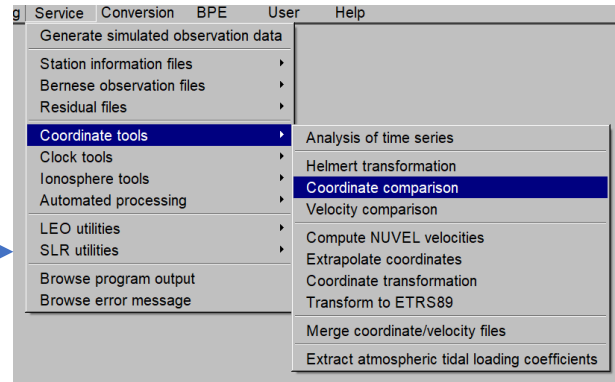 g Service Conversion BPE User Help
Generate simulated observation data
Station information files
Bernese observation files
Residual files
Coordinate tools
Clock tools
Ionosphere tools
Automated processing
LEO utilities
SLR utilities
Browse program output
Browse error message
Analysis of time series
Helmert transformation
Coordinate comparison
Velocity comparison
Compute NUVEL velocities
Extrapolate coordinates
Coordinate transformation
Transform to ETRS89
Merge coordinate/velocity files
Extract atmospheric tidal loading coefficients